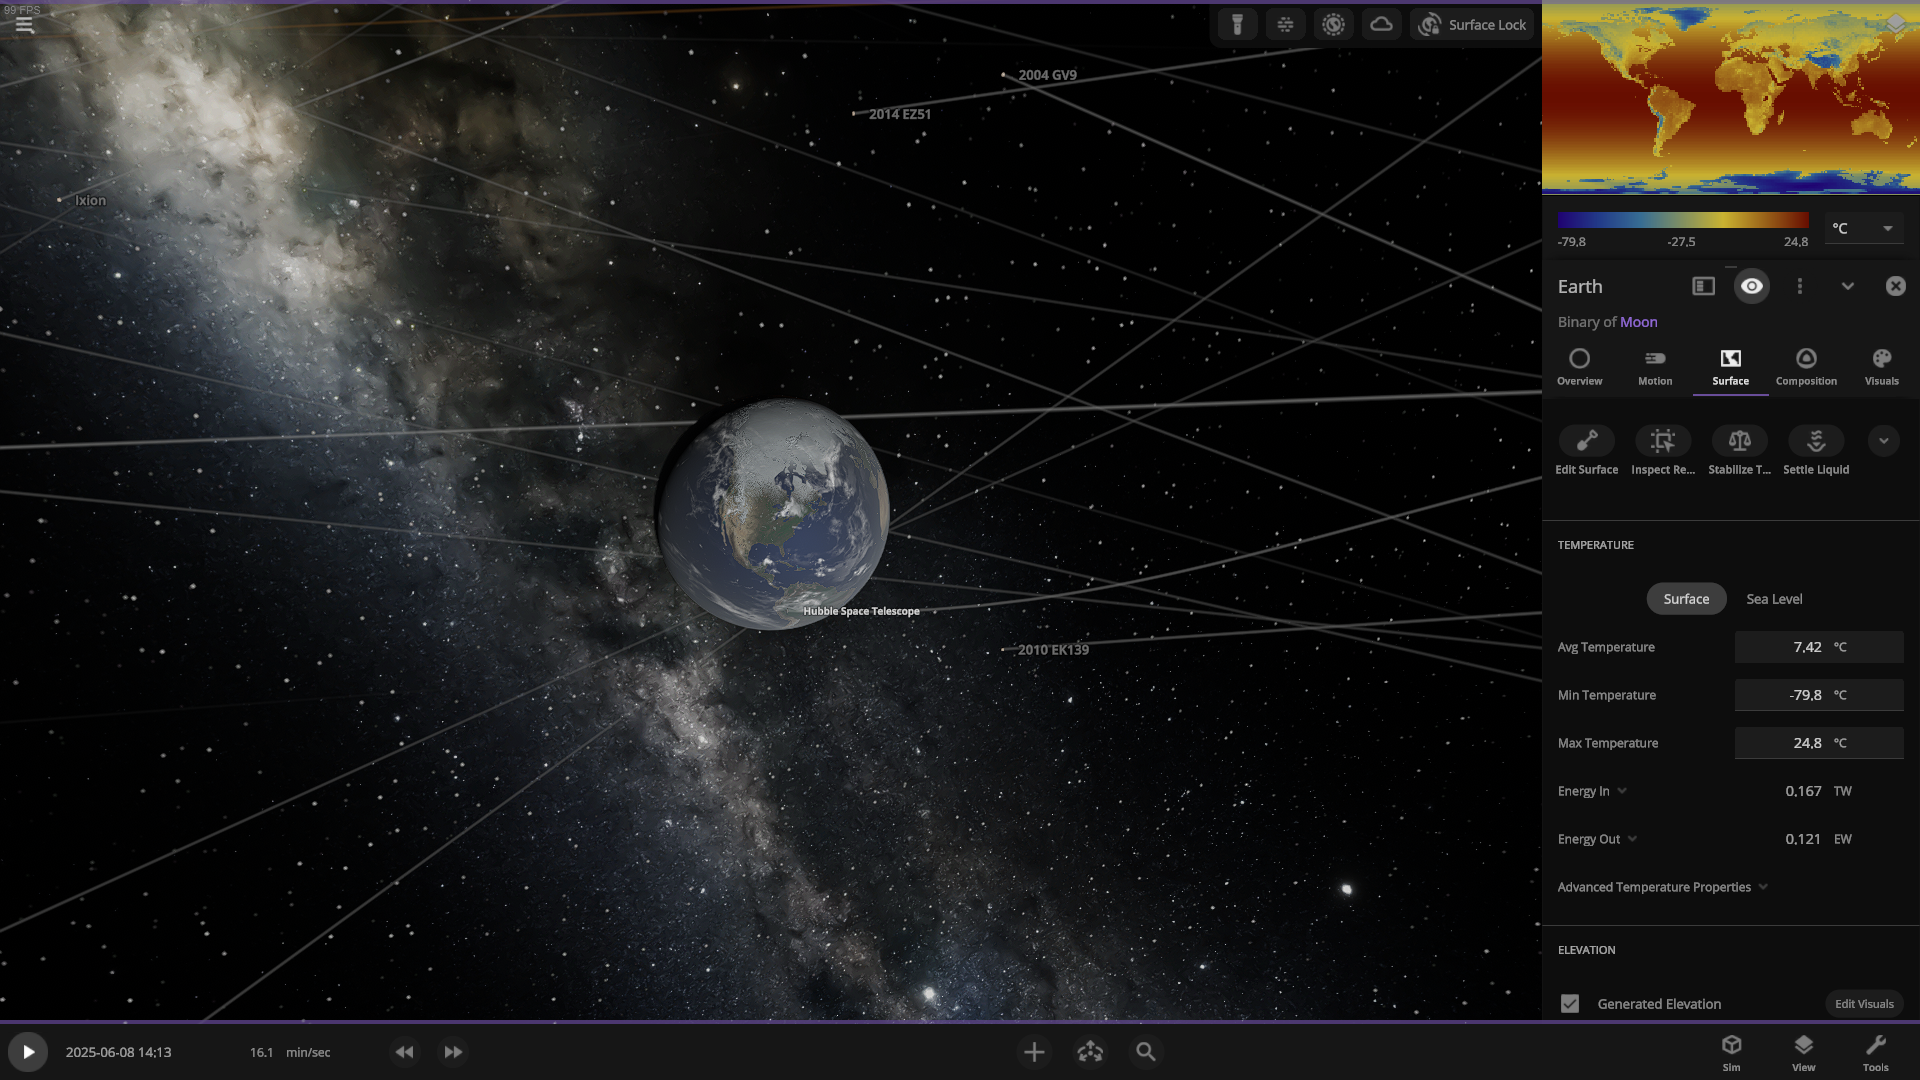 99 FPS
Surface Lock
2004 GV9
2014 EZ51
Ixion
Hubble Space Telescope
2010 EK139
°C
-79,8 -27,5 24,8
Earth
Binary of Moon
Overview Motion Surface Composition Visuals
Edit Surface Inspect Re... Stabilize T... Settle Liquid
TEMPERATURE
Surface Sea Level
Avg Temperature 7,42 °C
Min Temperature -79,8 °C
Max Temperature 24,8 °C
Energy In 0,167 TW
Energy Out 0,121 EW
Advanced Temperature Properties
ELEVATION
Generated Elevation Edit Visuals
2025-06-08 14:13 16.1 min/sec
Sim View Tools